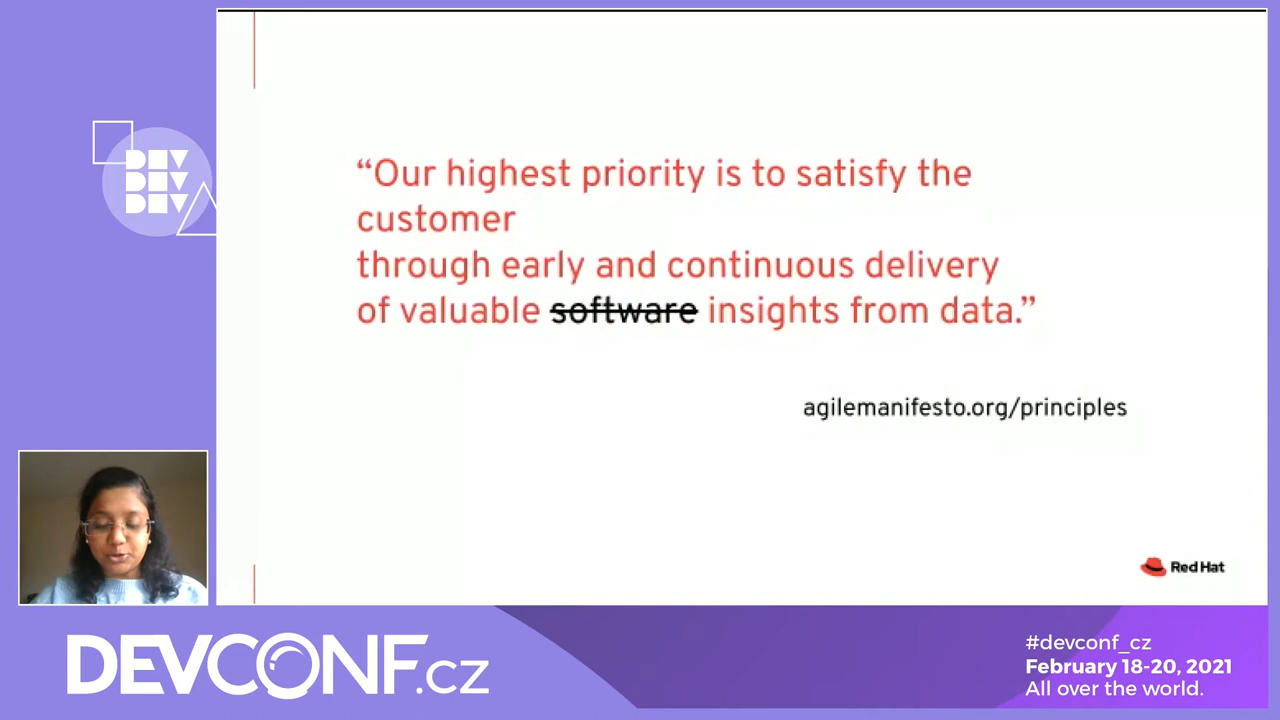 DEV
DEV
DEV
“Our highest priority is to satisfy the
customer
through early and continuous delivery
of valuable software insights from data.”
agilemanifesto.org/principles
Red Hat
DEVCONF.cz
#devconf_cz
February 18-20, 2021
All over the world.